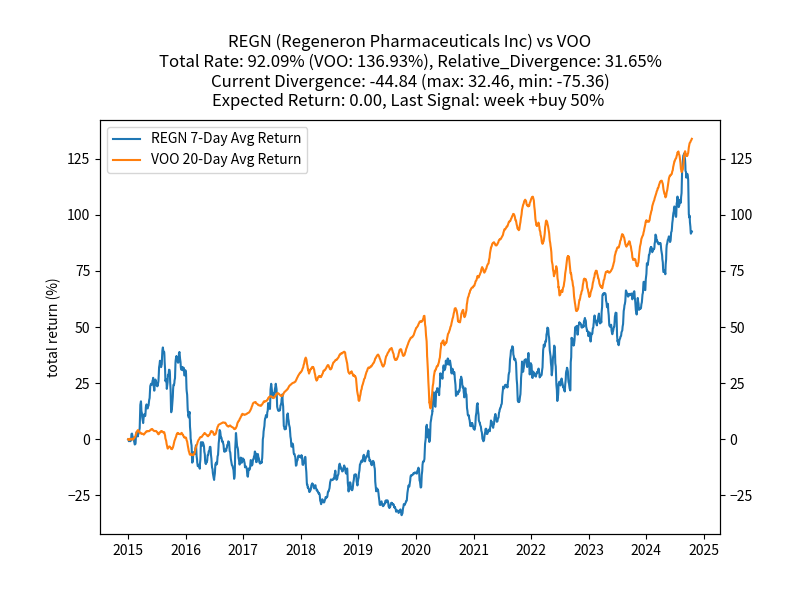 REGN (Regeneron Pharmaceuticals Inc) vs VOO
Total Rate: 92.09% (VOO: 136.93%), Relative_Divergence: 31.65%
Current Divergence: -44.84 (max: 32.46, min: -75.36)
Expected Return: 0.00, Last Signal: week +buy 50%
REGN 7-Day Avg Return
VOO 20-Day Avg Return
total return (%)
125
100
75
50
25
0
−25
125
100
75
50
25
0
−25
2015 2016 2017 2018 2019 2020 2021 2022 2023 2024 2025